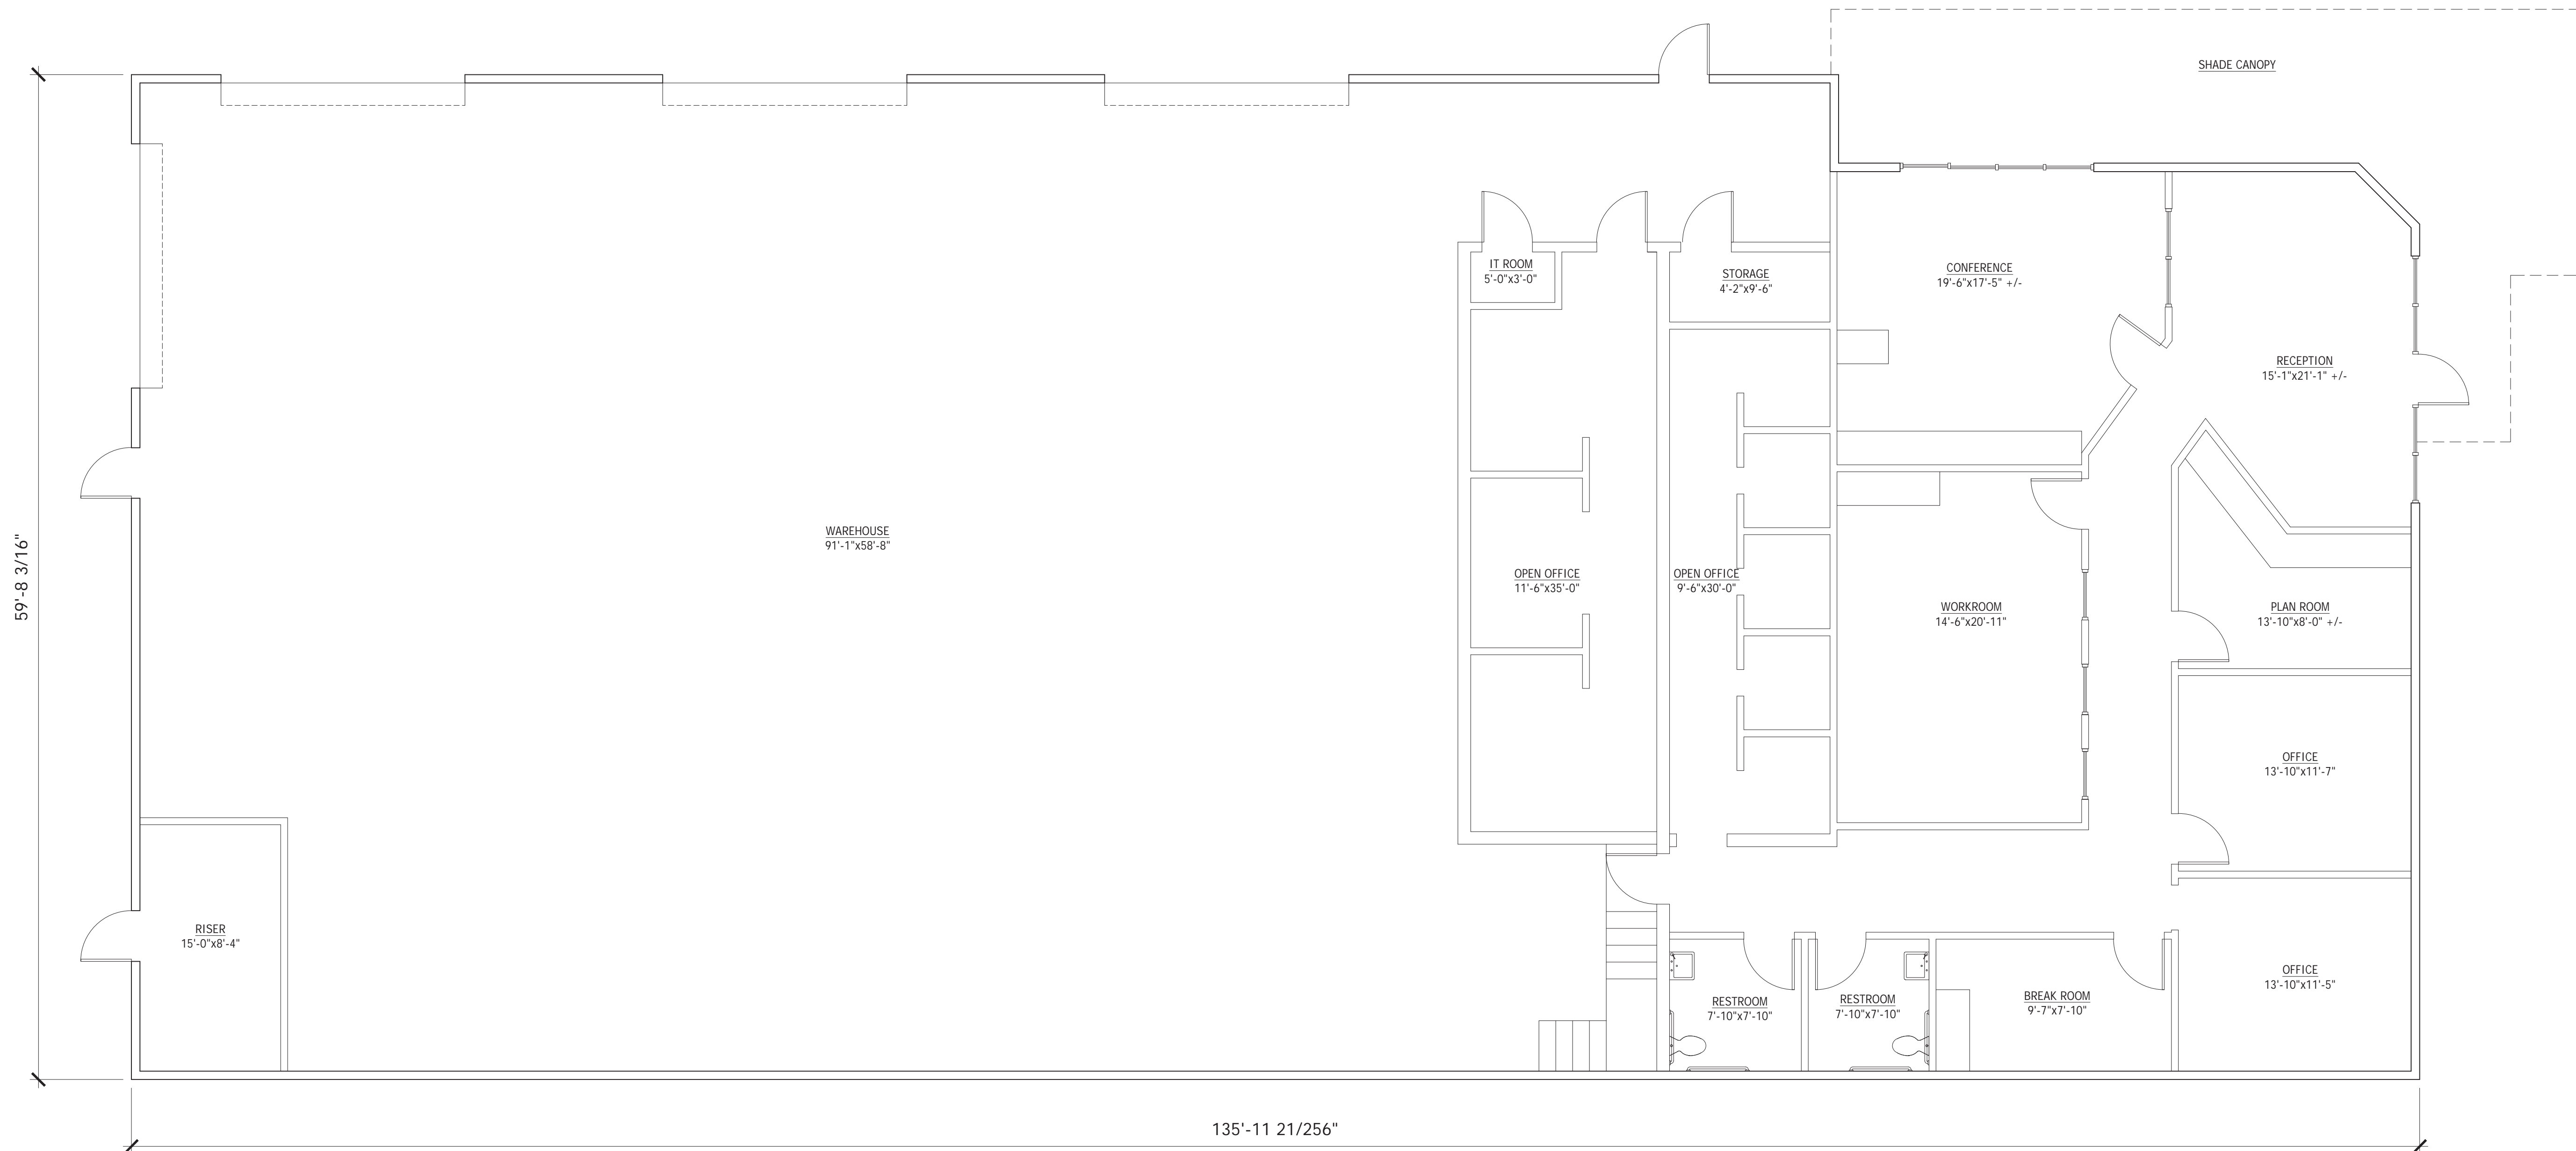 SHADE CANOPY
IT ROOM
5'-0"x3'-0"
STORAGE
4'-2"x9'-6"
CONFERENCE
19'-6"x17'-5" +/-
RECEPTION
15'-1"x21'-1" +/-
WAREHOUSE
91'-1"x58'-8"
59'-8 3/16"
OPEN OFFICE
11'-6"x35'-0"
OPEN OFFICE
9'-6"x30'-0"
WORKROOM
14'-6"x20'-11"
PLAN ROOM
13'-10"x8'-0" +/-
OFFICE
13'-10"x11'-7"
RISER
15'-0"x8'-4"
RESTROOM
7'-10"x7'-10"
RESTROOM
7'-10"x7'-10"
BREAK ROOM
9'-7"x7'-10"
OFFICE
13'-10"x11'-5"
135'-11 21/256"